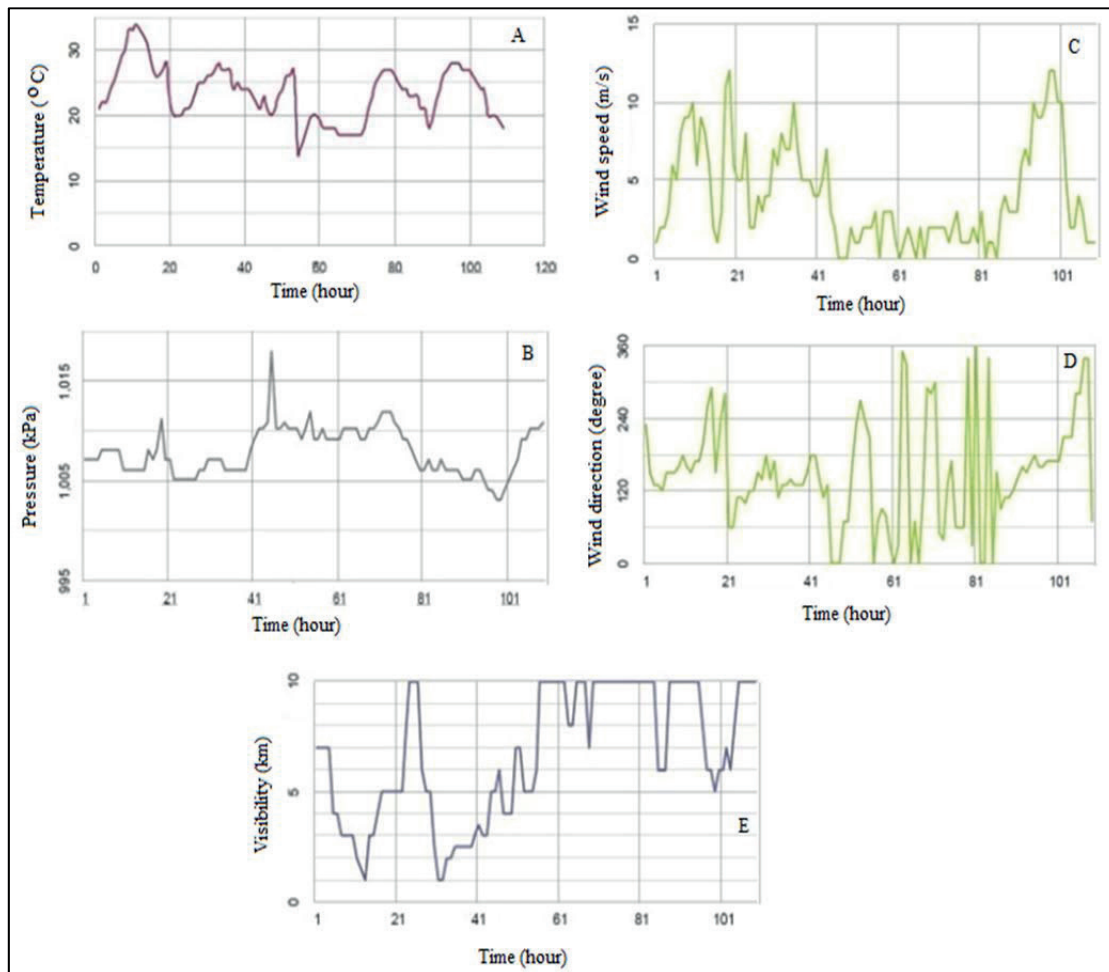 A
Temperature (°C)
30
20
10
0
0 20 40 60 80 100 120
Time (hour)
C
Wind speed (m/s)
15
10
5
0
1 21 41 61 81 101
Time (hour)
B
Pressure (kPa)
1,015
1,005
995
1 21 41 61 81 101
Time (hour)
D
Wind direction (degree)
360
240
120
0
1 21 41 61 81 101
Time (hour)
E
Visibility (km)
10
5
0
1 21 41 61 81 101
Time (hour)